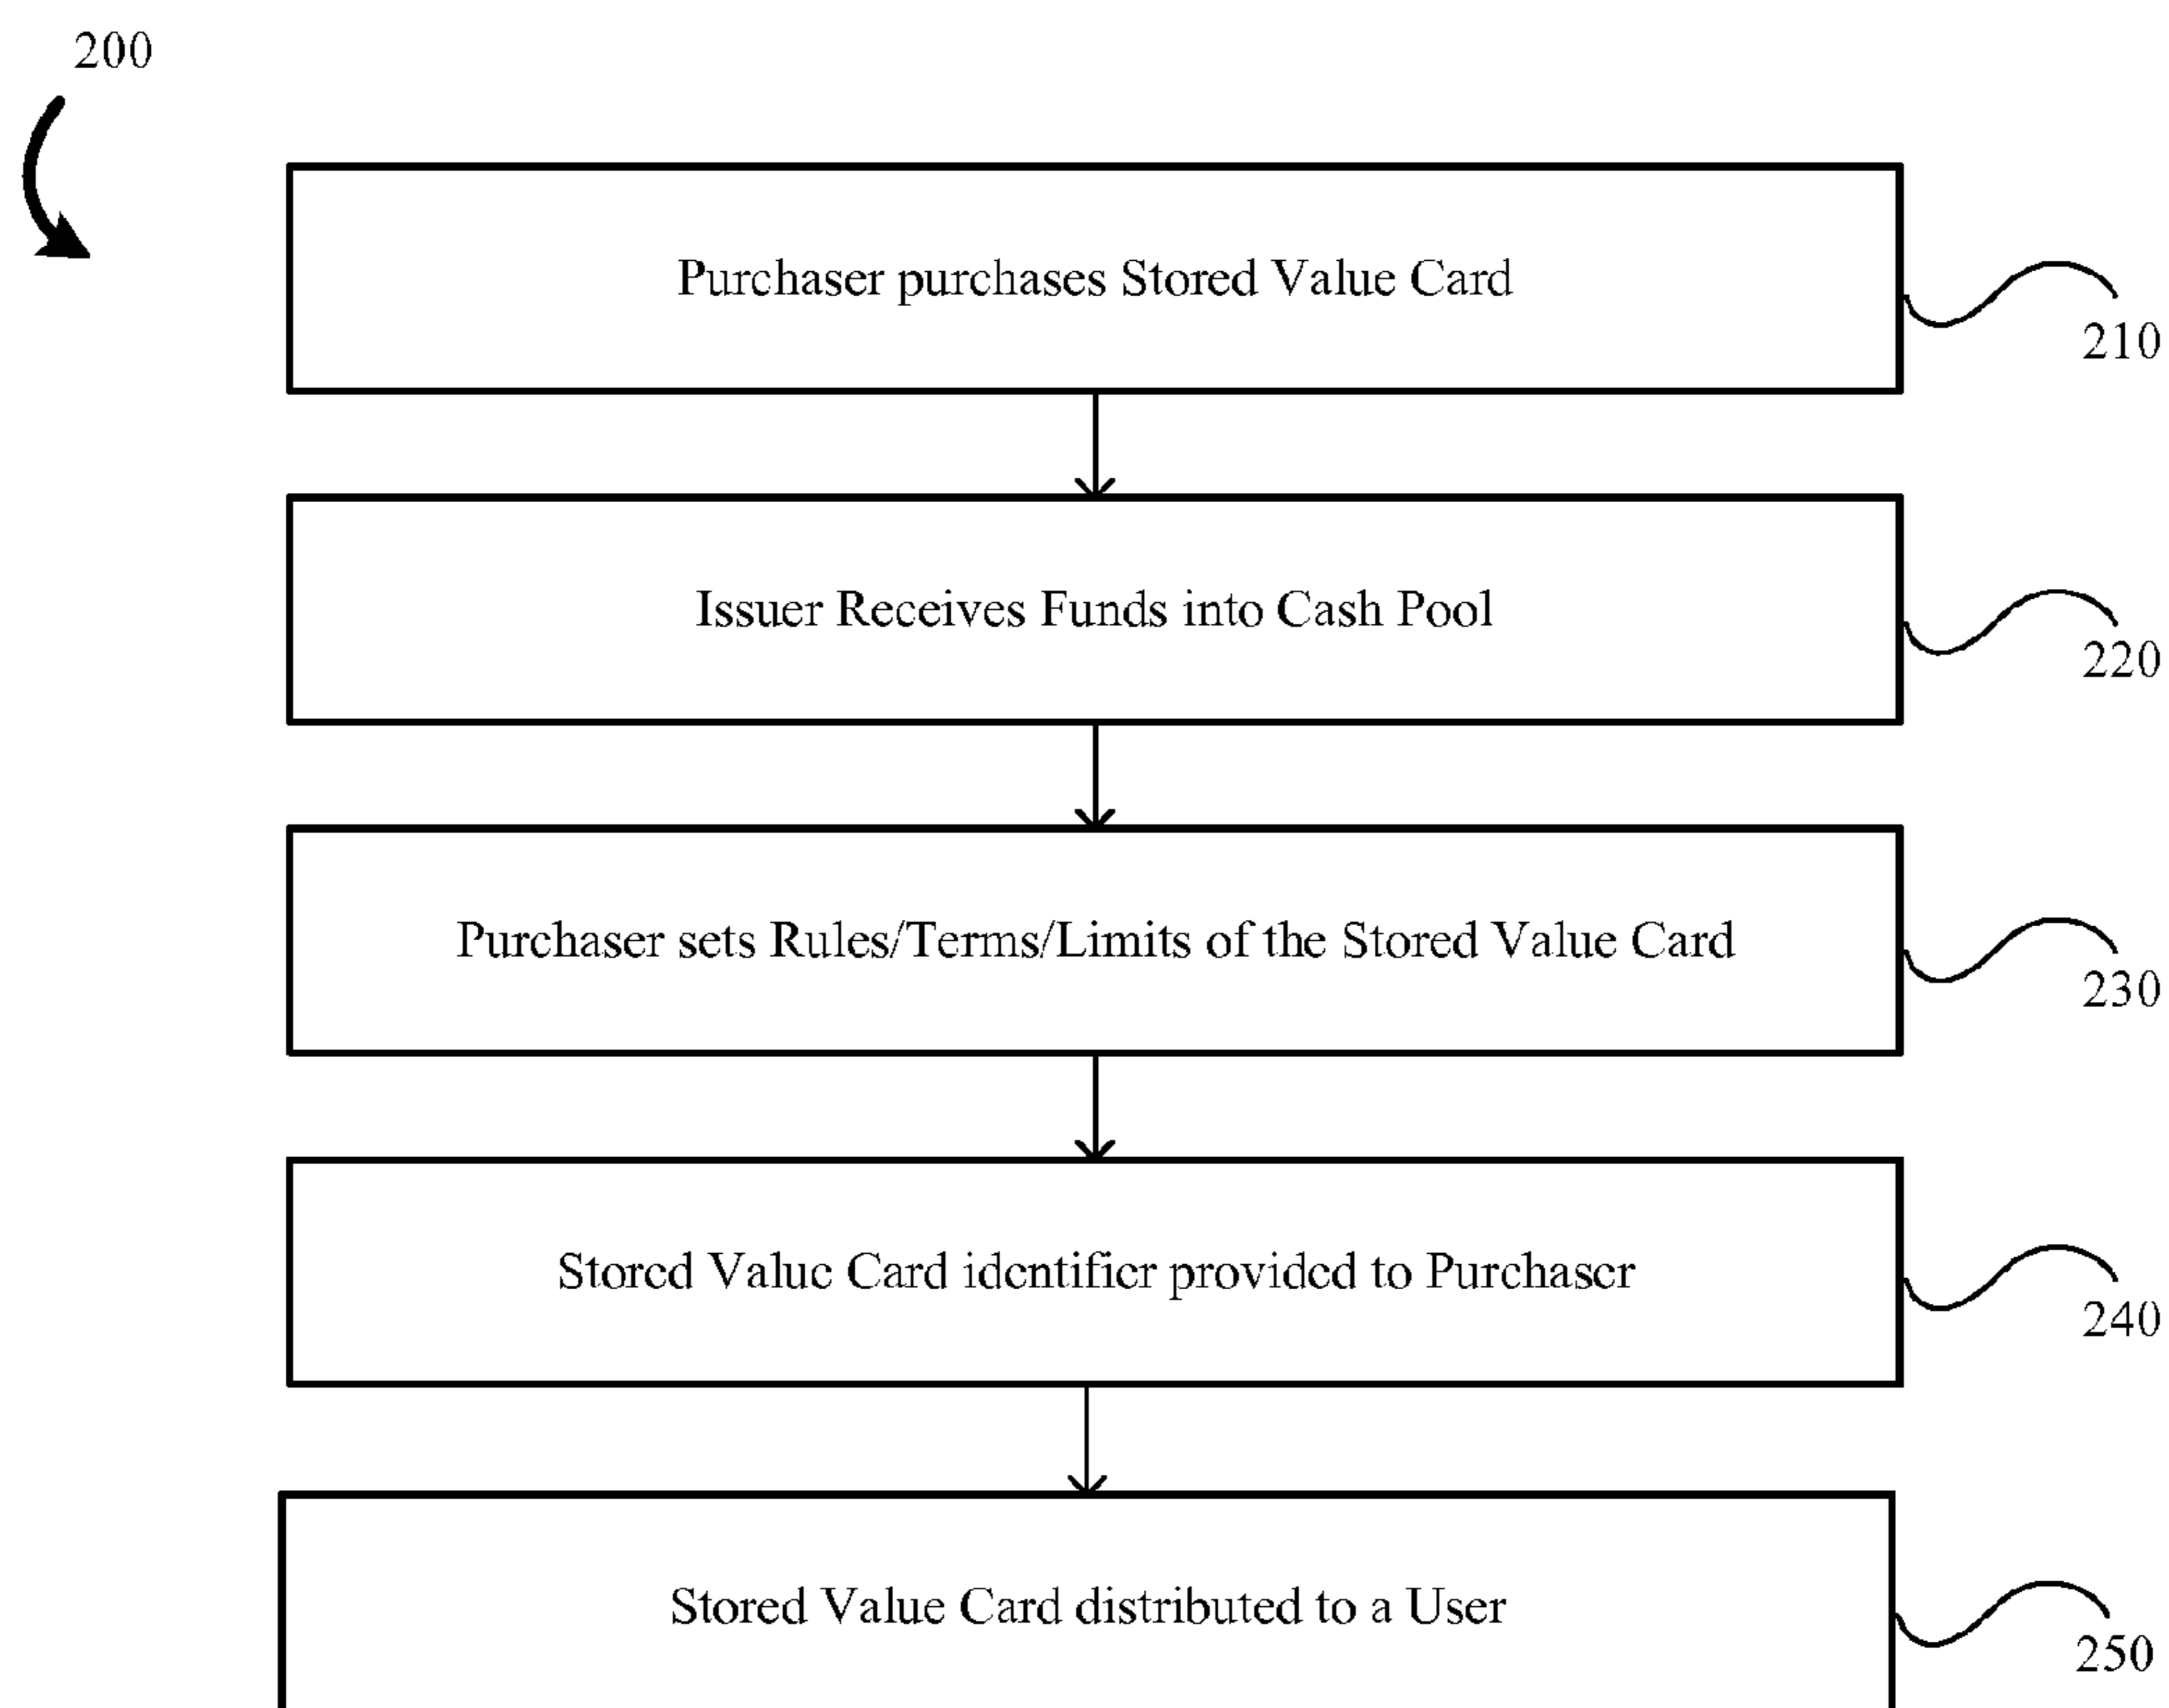 200
Purchaser purchases Stored Value Card
210
Issuer Receives Funds into Cash Pool
220
Purchaser sets Rules/Terms/Limits of the Stored Value Card
230
Stored Value Card identifier provided to Purchaser
240
Stored Value Card distributed to a User
250